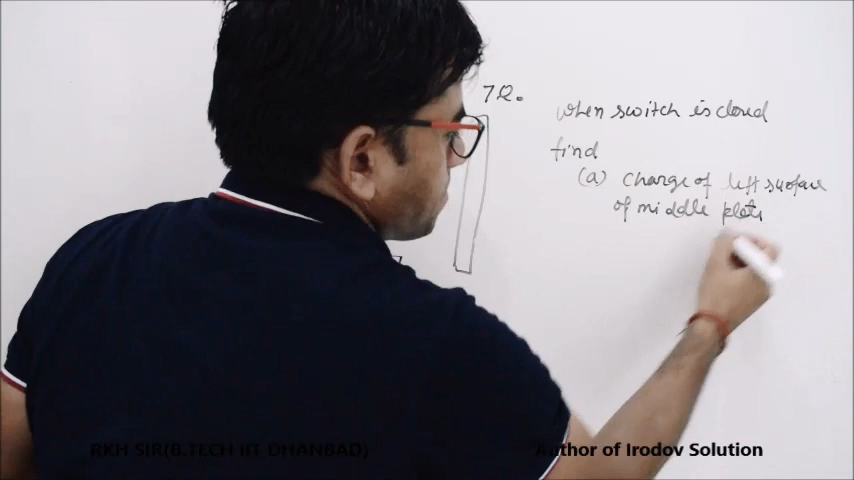 7Q.
when switch is closed
find
(a) charge of left surface
of middle plate
RKH SIR(B.TECH IIT DHANBAD)
Author of Irodov Solution